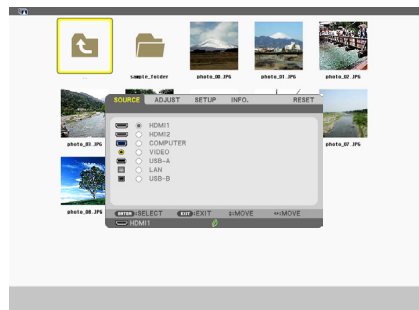 ..
sample_folder
photo_00.JPG
photo_01.JPG
photo_02.JPG
SOURCE ADJUST SETUP INFO. RESET
HDMI1
HDMI2
COMPUTER
VIDEO
USB-A
LAN
USB-B
photo_03.JPG
photo_07.JPG
photo_08.JPG
ENTER :SELECT EXIT :EXIT :MOVE :MOVE
HDMI1